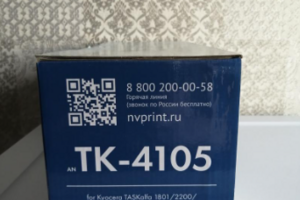 8 800 200-00-58
Горячая линия
(звонок по России бесплатно)
nvprint.ru
AN TK-4105
for Kyocera TASKalfa 1801/2200/